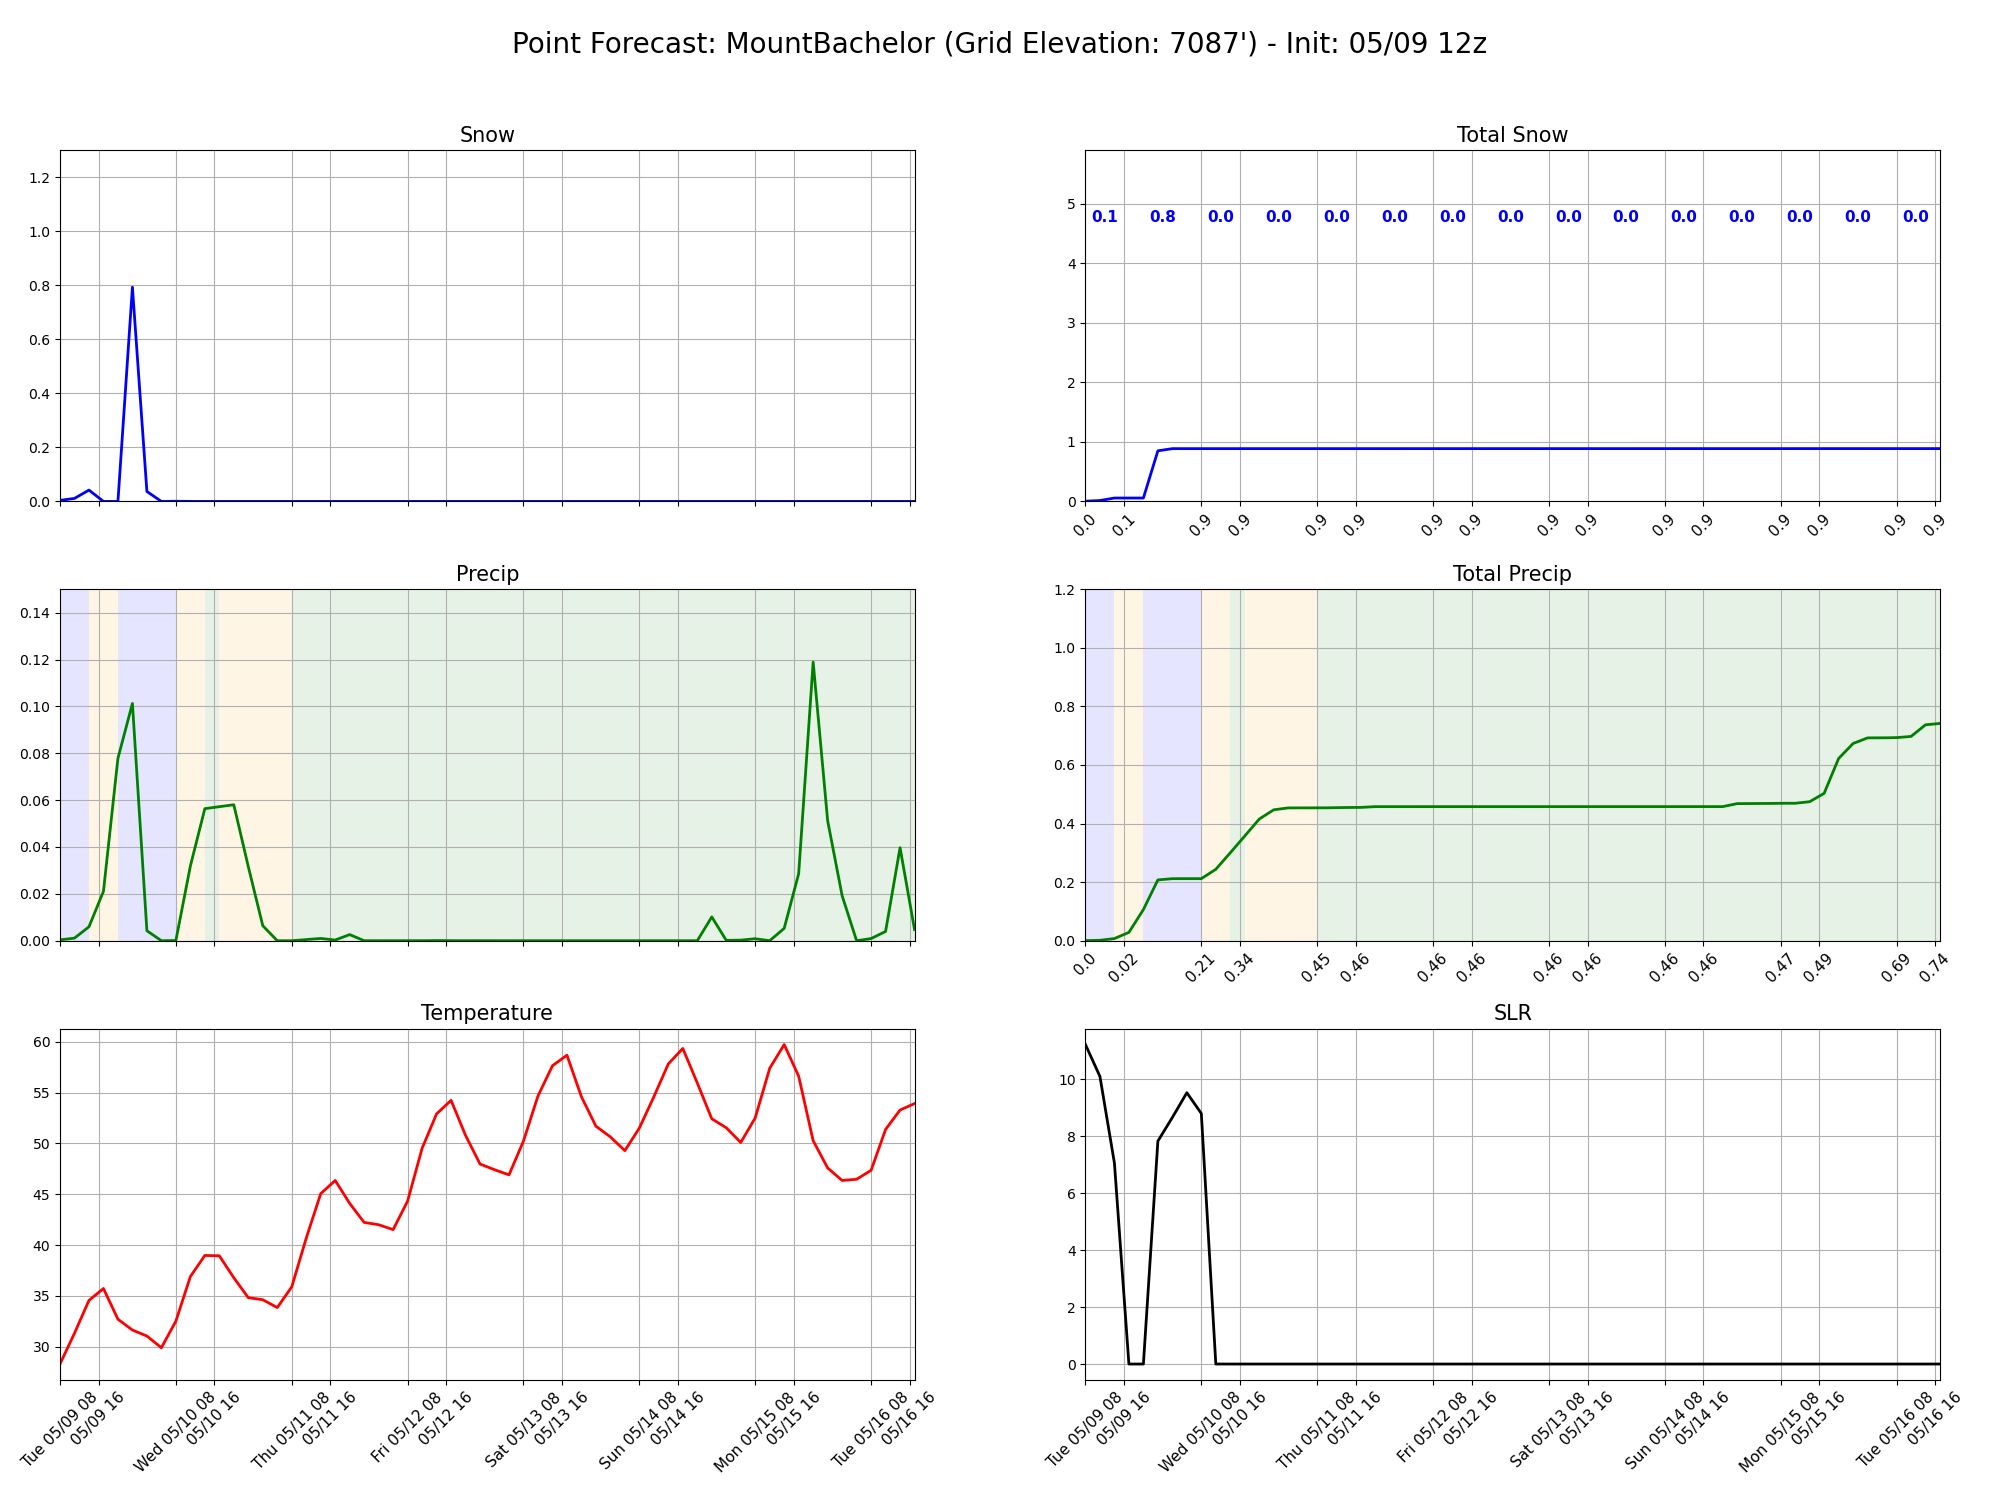 Point Forecast: MountBachelor (Grid Elevation: 7087') - Init: 05/09 12z
Snow
1.2
1.0
0.8
0.6
0.4
0.2
0.0
Total Snow
5
4
3
2
1
0
0.1 0.8 0.0 0.0 0.0 0.0 0.0 0.0 0.0 0.0 0.0 0.0 0.0 0.0 0.0
0.0 0.1 0.9 0.9 0.9 0.9 0.9 0.9 0.9 0.9 0.9 0.9 0.9 0.9 0.9 0.9
Precip
0.14
0.12
0.10
0.08
0.06
0.04
0.02
0.00
Total Precip
1.2
1.0
0.8
0.6
0.4
0.2
0.0
0.0 0.02 0.21 0.34 0.45 0.46 0.46 0.46 0.46 0.46 0.46 0.46 0.47 0.49 0.69 0.74
Temperature
60
55
50
45
40
35
30
Tue 05/09 08
05/09 16
Wed 05/10 08
05/10 16
Thu 05/11 08
05/11 16
Fri 05/12 08
05/12 16
Sat 05/13 08
05/13 16
Sun 05/14 08
05/14 16
Mon 05/15 08
05/15 16
Tue 05/16 08
05/16 16
SLR
10
8
6
4
2
0
Tue 05/09 08
05/09 16
Wed 05/10 08
05/10 16
Thu 05/11 08
05/11 16
Fri 05/12 08
05/12 16
Sat 05/13 08
05/13 16
Sun 05/14 08
05/14 16
Mon 05/15 08
05/15 16
Tue 05/16 08
05/16 16